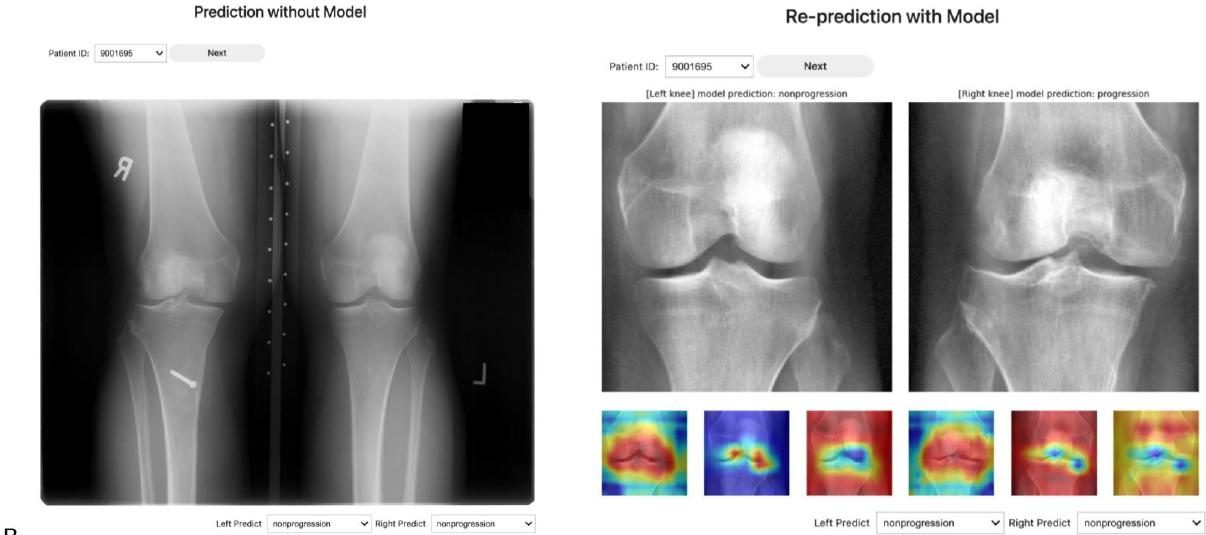 Prediction without Model
Patient ID: 9001695 Next
R
L
Left Predict nonprogression Right Predict nonprogression
Re-prediction with Model
Patient ID: 9001695 Next
[Left knee] model prediction: nonprogression
[Right knee] model prediction: progression
Left Predict nonprogression Right Predict nonprogression